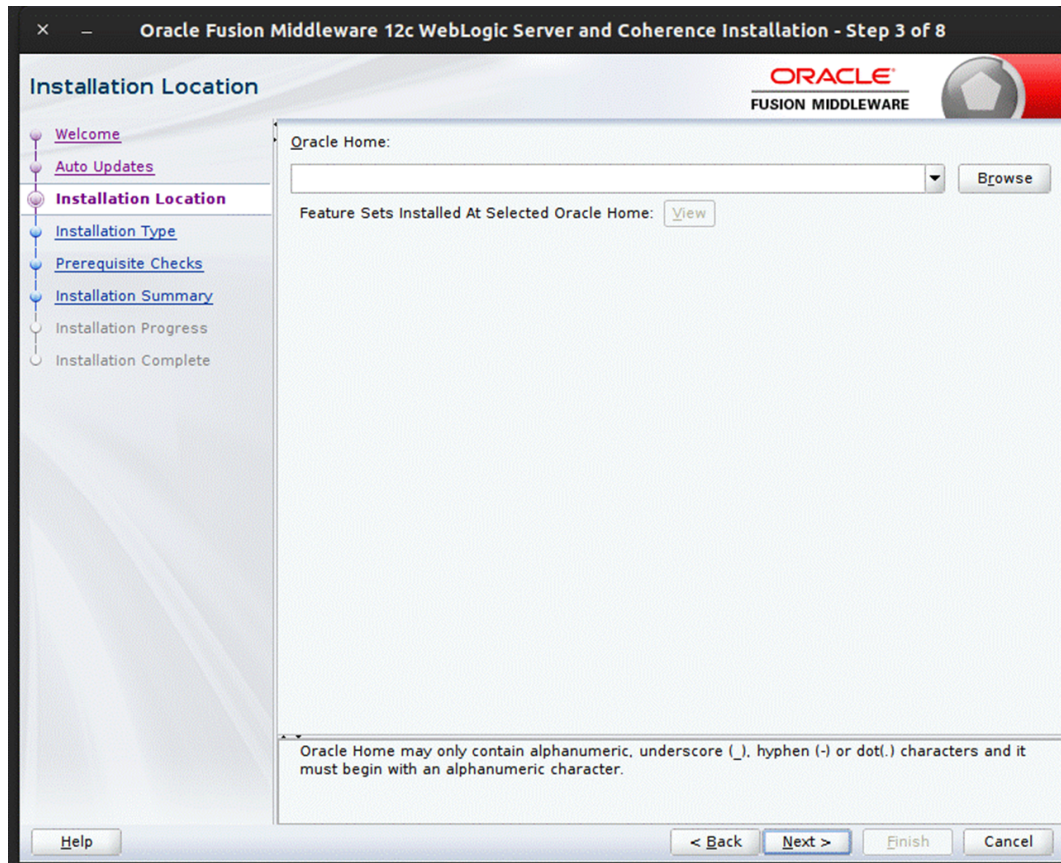 Oracle Fusion Middleware 12c WebLogic Server and Coherence Installation - Step 3 of 8
Installation Location
ORACLE
FUSION MIDDLEWARE
Welcome
Auto Updates
Installation Location
Installation Type
Prerequisite Checks
Installation Summary
Installation Progress
Installation Complete
Oracle Home:
Browse
Feature Sets Installed At Selected Oracle Home: View
Oracle Home may only contain alphanumeric, underscore (_), hyphen (-) or dot(.) characters and it
must begin with an alphanumeric character.
Help
< Back
Next >
Finish
Cancel